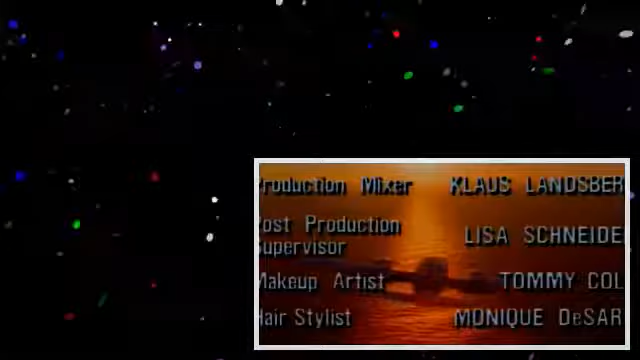 roduction Mixer KLAUS LANDSBER
ost Production
upervisor LISA SCHNEIDE
akeup Artist TOMMY COL
air Stylist MONIQUE DeSAR